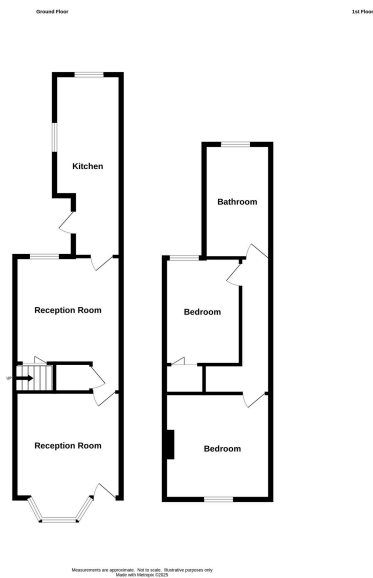 Ground Floor
1st Floor
Kitchen
Bathroom
Reception Room
Bedroom
Reception Room
Bedroom
Measurements are approximate. Not to scale. Illustrative purposes only
Made with Metropix ©2025